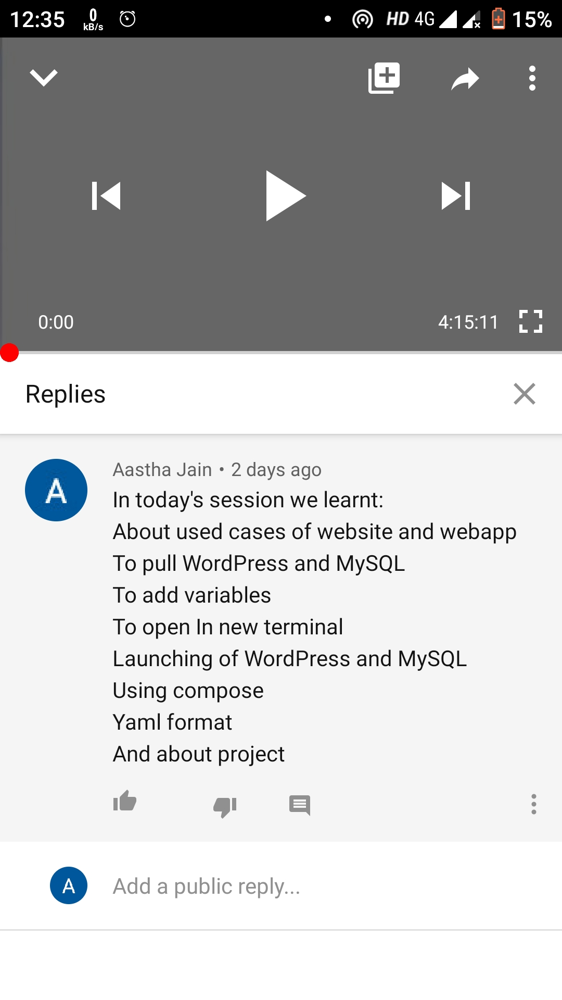 12:35 0 kB/s HD 4G 15%
0:00 4:15:11
Replies
Aastha Jain • 2 days ago
In today's session we learnt:
About used cases of website and webapp
To pull WordPress and MySQL
To add variables
To open In new terminal
Launching of WordPress and MySQL
Using compose
Yaml format
And about project
A
A Add a public reply...